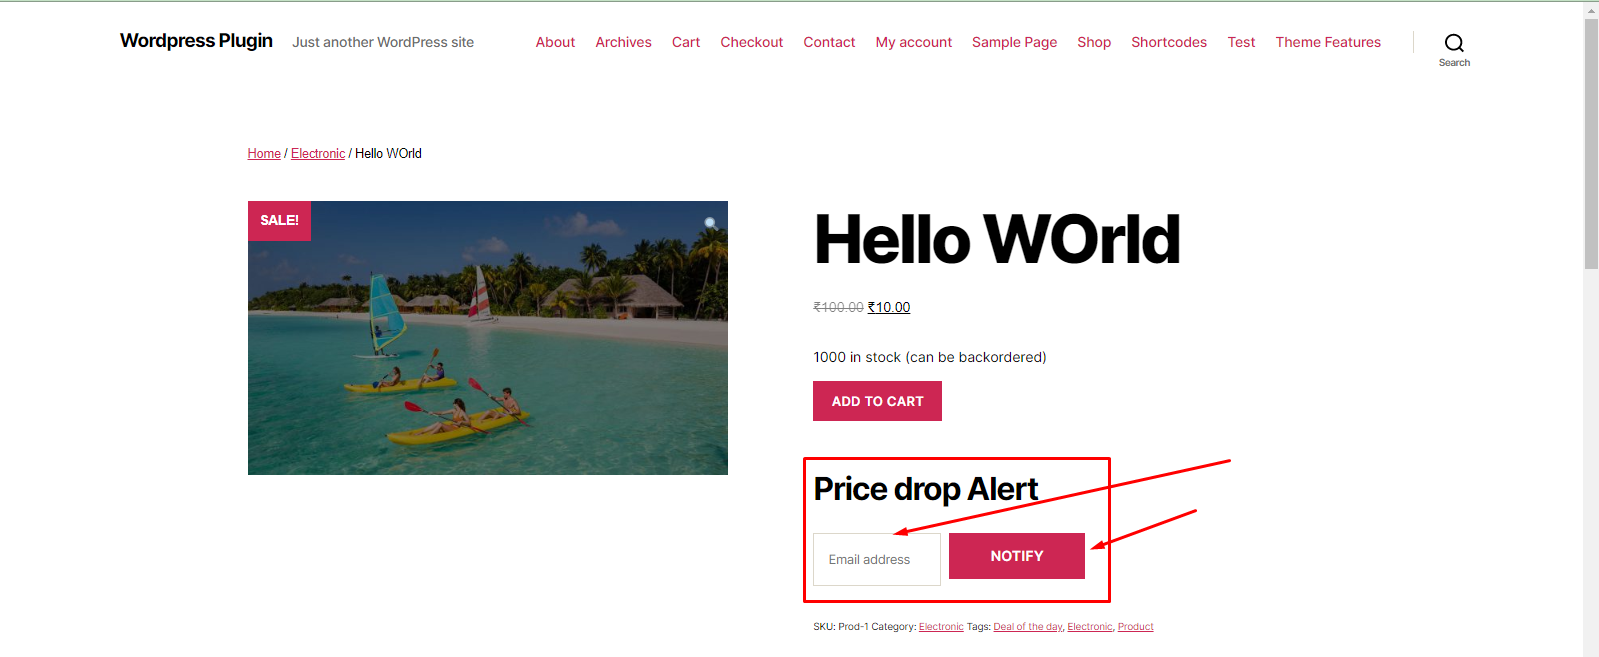 Wordpress Plugin Just another WordPress site About Archives Cart Checkout Contact My account Sample Page Shop Shortcodes Test Theme Features
Search
Home / Electronic / Hello WOrld
SALE!
Hello WOrld
₹100.00 ₹10.00
1000 in stock (can be backordered)
ADD TO CART
Price drop Alert
Email address NOTIFY
SKU: Prod-1 Category: Electronic Tags: Deal of the day, Electronic, Product